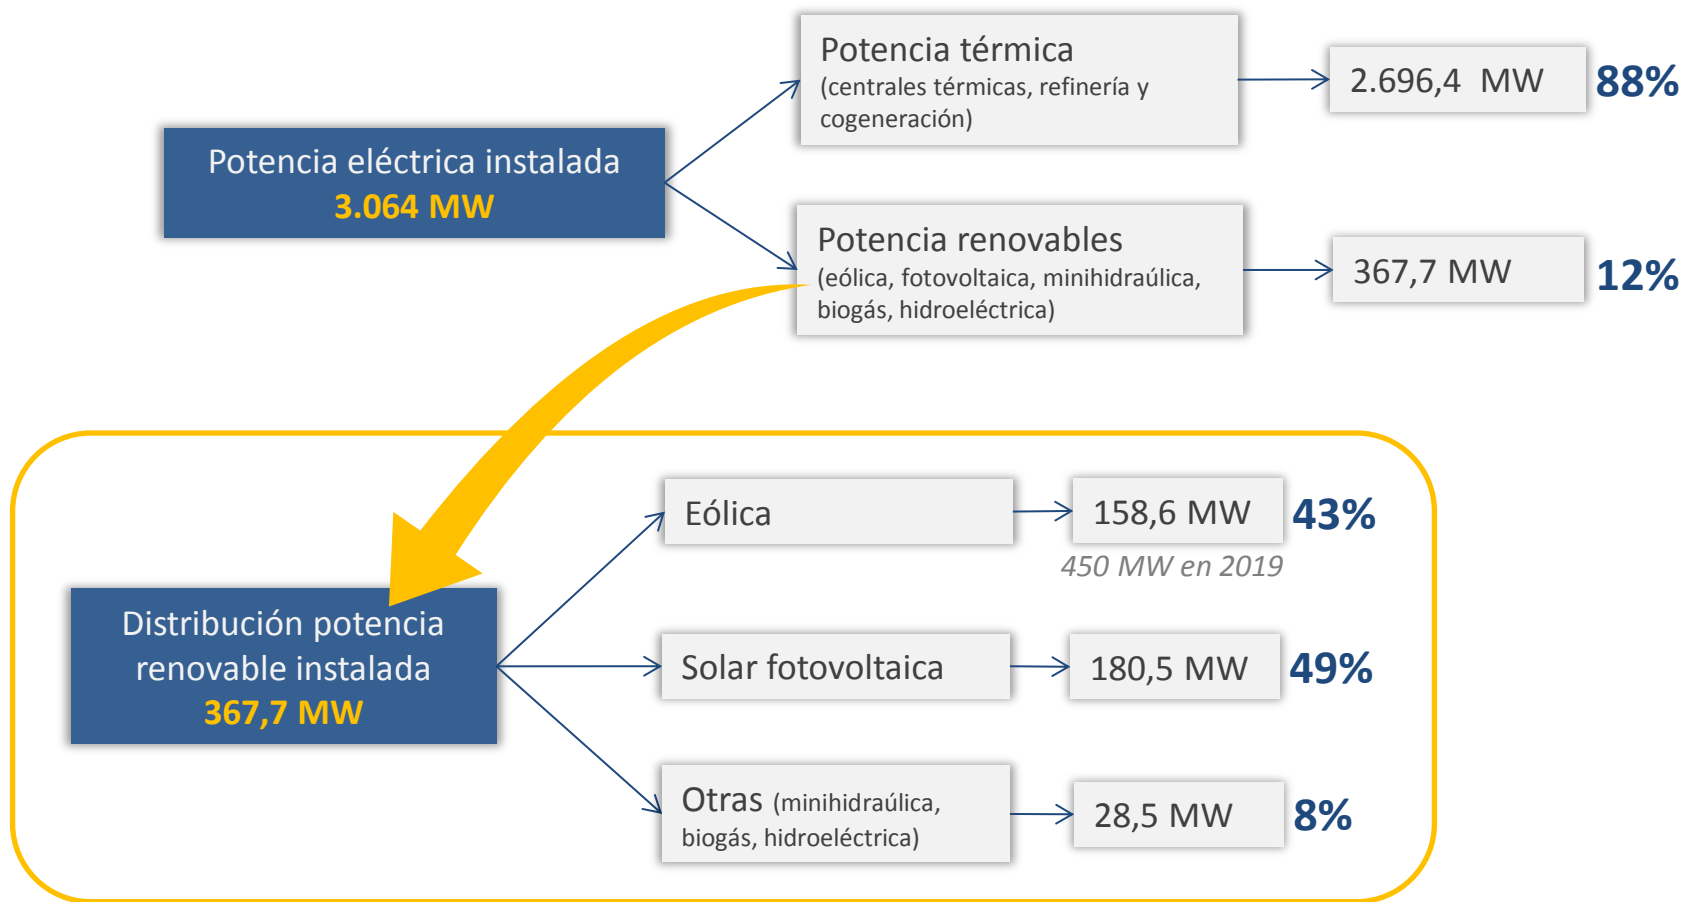 Potencia térmica
(centrales térmicas, refinería y
cogeneración)
2.696,4 MW
88%
Potencia eléctrica instalada
3.064 MW
Potencia renovables
(eólica, fotovoltaica, minihidraúlica,
biogás, hidroeléctrica)
367,7 MW
12%
Eólica
158,6 MW
43%
450 MW en 2019
Distribución potencia
renovable instalada
367,7 MW
Solar fotovoltaica
180,5 MW
49%
Otras (minihidraúlica,
biogás, hidroeléctrica)
28,5 MW
8%